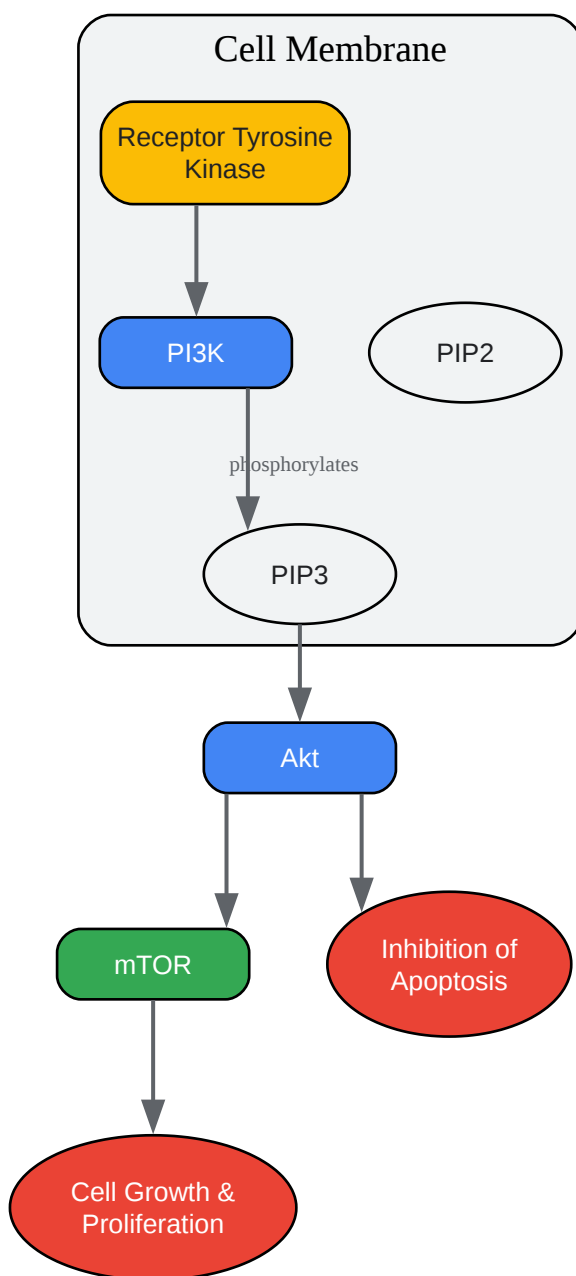 Cell Membrane
Receptor Tyrosine
Kinase
PI3K
PIP2
phosphorylates
PIP3
Akt
mTOR
Inhibition of
Apoptosis
Cell Growth &
Proliferation